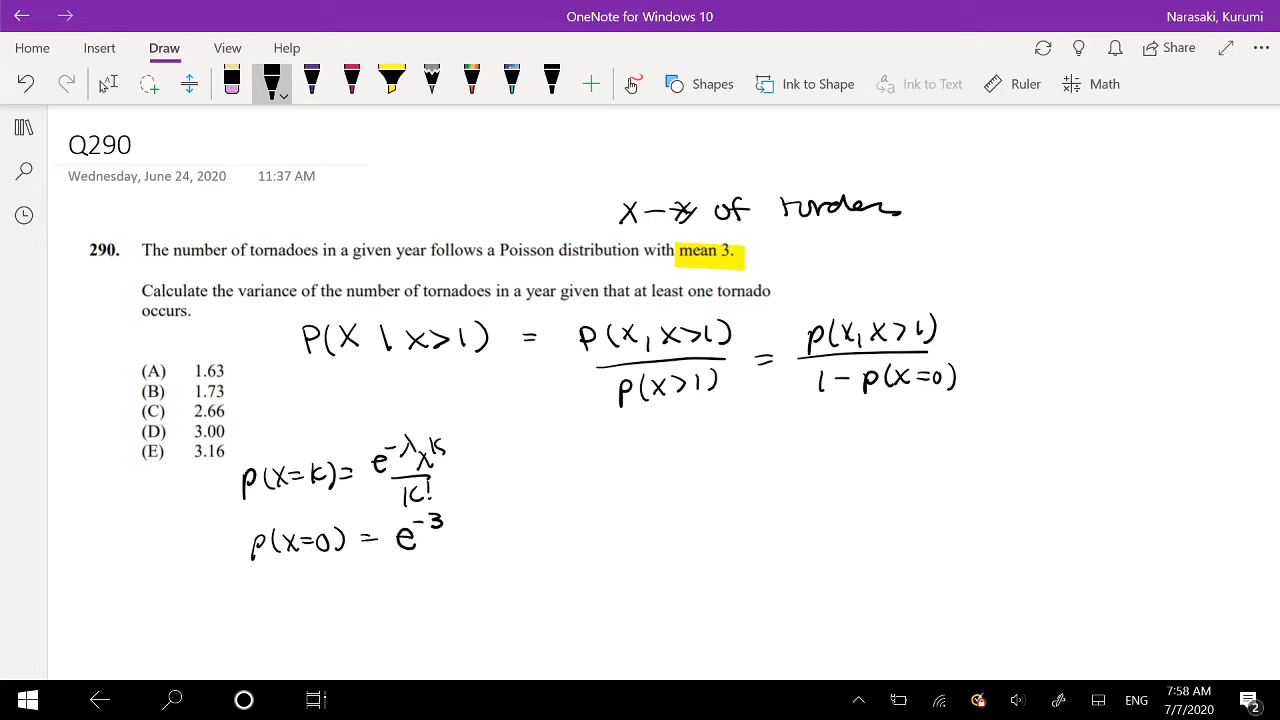 OneNote for Windows 10
Narasaki, Kurumi
Home Insert Draw View Help
Share
Shapes Ink to Shape Ink to Text Ruler Math
Q290
Wednesday, June 24, 2020 11:37 AM
X – of
290. The number of tornadoes in a given year follows a Poisson distribution with mean 3.
Calculate the variance of the number of tornadoes in a year given that at least one tornado
occurs.
P(X | X>1) = P(X, X>1) / P(X>1) = P(X, X>1) / 1 – P(X=0)
(A) 1.63
(B) 1.73
(C) 2.66
(D) 3.00
(E) 3.16
P(X=K) = e^-λ λ^K / K!
P(X=0) = e^-3
ENG
7:58 AM
7/7/2020
2